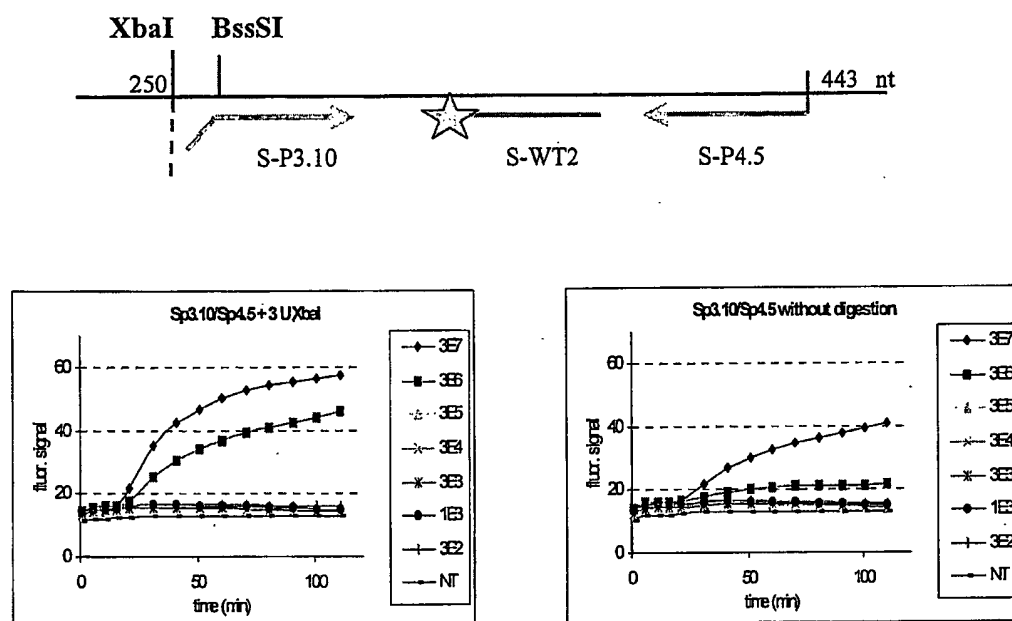 XbaI BssSI
250
443 nt
S-P3.10
S-WT2
S-P4.5
Sp3.10/Sp4.5 + 3 UXbaI
fluor. signal
60
40
20
0
0 50 100
time (min)
3E7
3E6
3E5
3E4
3E3
1E3
3E2
NT
Sp3.10/Sp4.5 without digestion
fluor. signal
60
40
20
0
0 50 100
time (min)
3E7
3E6
3E5
3E4
3E3
1E3
3E2
NT